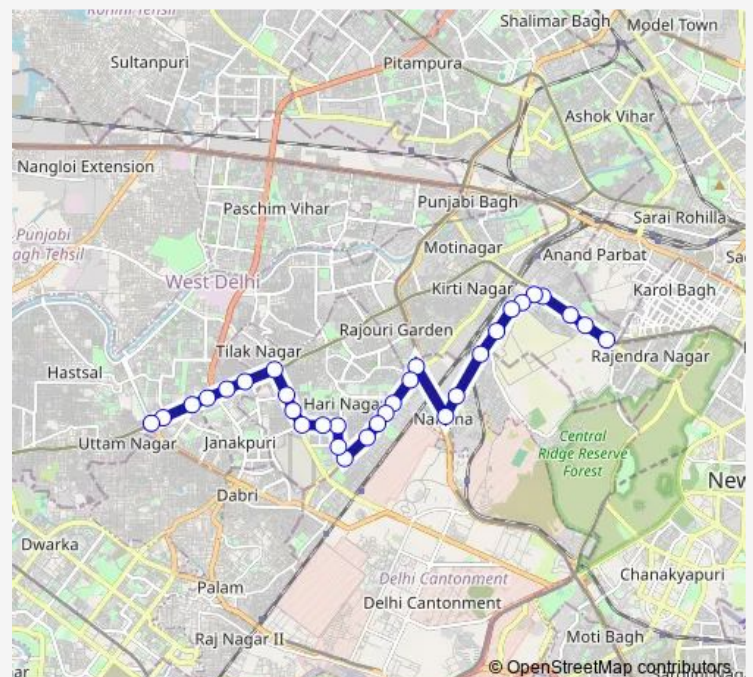 Shalimar Bagh
Model Town
Sultanpuri
Pitampura
Ashok Vihar
Nangloi Extension
Paschim Vihar
Punjabi Bagh
Sarai Rohilla
Punjabi
agh Tehsil
Motinagar
Anand Parbat
West Delhi
Kirti Nagar
Karol Bagh
Rajouri Garden
Tilak Nagar
Rajendra Nagar
Hastsal
Hari Nagar
Uttam Nagar
Janakpuri
Central
Ridge Reserve
Forest
New
Dabri
Dwarka
Palam
Delhi Cantonment
Chanakyapuri
Delhi Cantonment
Raj Nagar II
Moti Bagh
© OpenStreetMap contributors